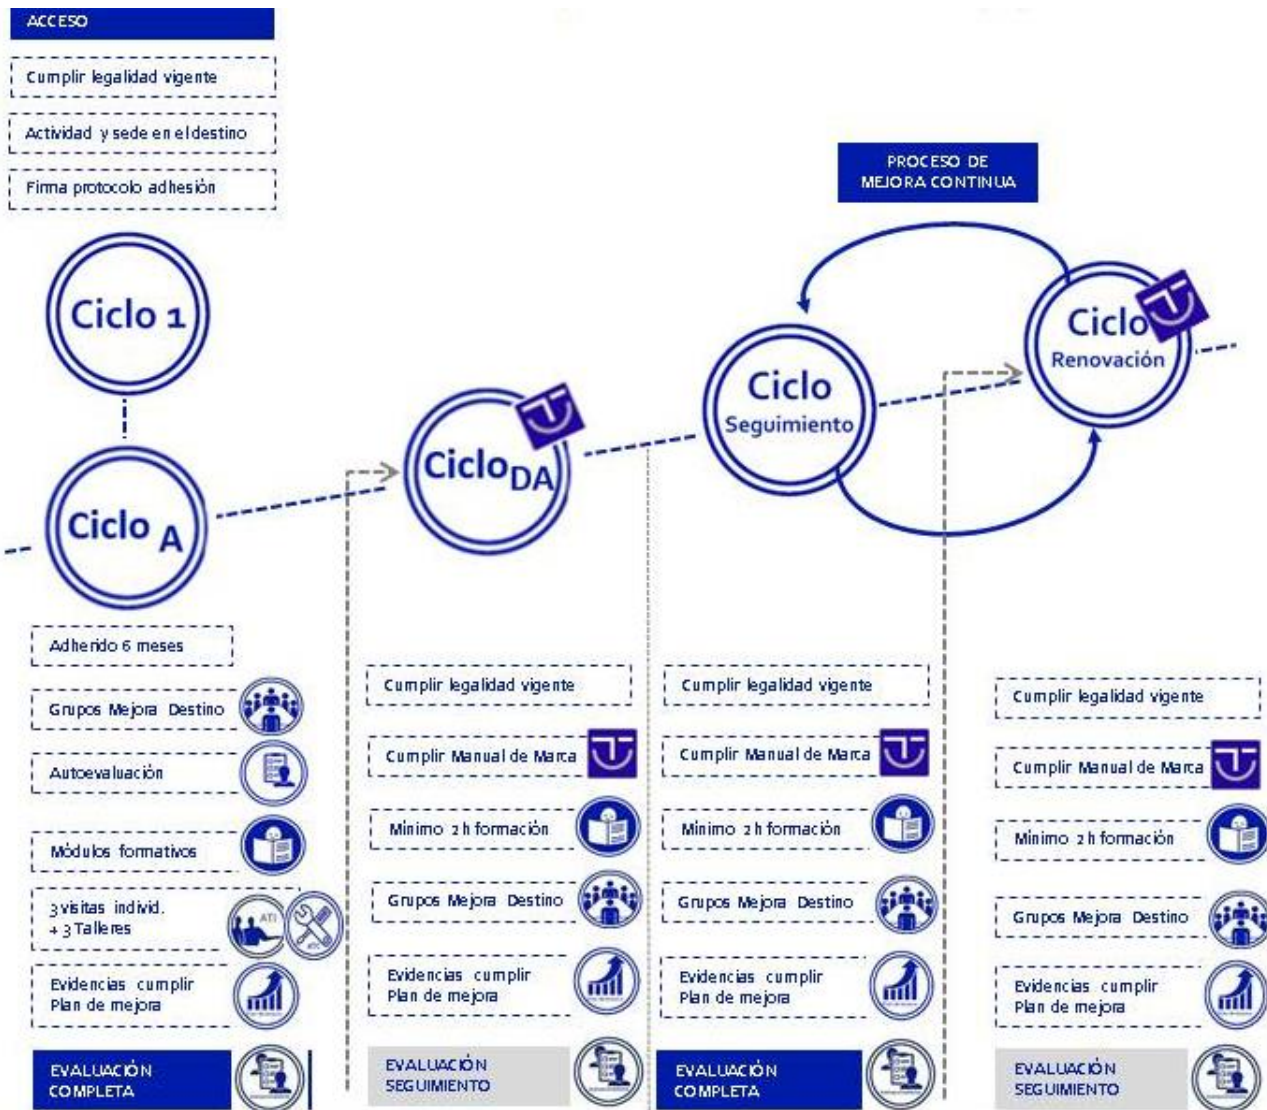 ACCESO
Cumplir legalidad vigente
Actividad y sede en el destino
Firma protocolo adhesión
PROCESO DE
MEJORA CONTINUA
Ciclo 1
Ciclo A
Ciclo DA
Ciclo
Seguimiento
Ciclo
Renovación
Adherido 6 meses
Grupos Mejora Destino
Autoevaluación
Módulos formativos
3 visitas individ.
+ 3 Talleres
ATI
Evidencias cumplir
Plan de mejora
EVALUACIÓN
COMPLETA
Cumplir legalidad vigente
Cumplir Manual de Marca
Mínimo 2h formación
Grupos Mejora Destino
Evidencias cumplir
Plan de mejora
EVALUACIÓN
SEGUIMIENTO
Cumplir legalidad vigente
Cumplir Manual de Marca
Mínimo 2h formación
Grupos Mejora Destino
Evidencias cumplir
Plan de mejora
EVALUACIÓN
COMPLETA
Cumplir legalidad vigente
Cumplir Manual de Marca
Mínimo 2h formación
Grupos Mejora Destino
Evidencias cumplir
Plan de mejora
EVALUACIÓN
SEGUIMIENTO